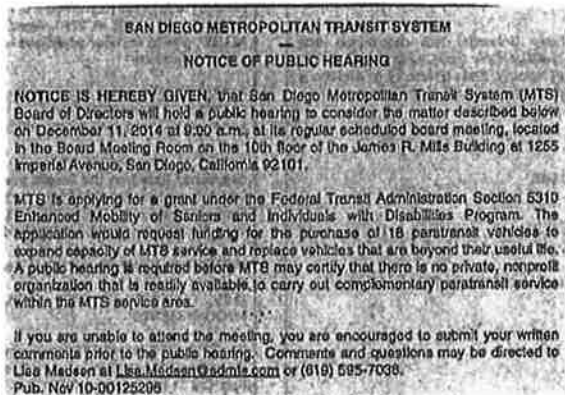 SAN DIEGO METROPOLITAN TRANSIT SYSTEM
—
NOTICE OF PUBLIC HEARING
NOTICE IS HEREBY GIVEN, that San Diego Metropolitan Transit System (MTS)
Board of Directors will hold a public hearing to consider the matter described below
on December 11, 2014 at 9:00 a.m., at its regular scheduled board meeting, located
in the Board Meeting Room on the 10th floor of the James R. Mills Building at 1255
Imperial Avenue, San Diego, California 92101.
MTS is applying for a grant under the Federal Transit Administration Section 5310
Enhanced Mobility of Seniors and Individuals with Disabilities Program. The
application would request funding for the purchase of 18 paratransit vehicles to
expand capacity of MTS service and replace vehicles that are beyond their useful life.
A public hearing is required before MTS may certify that there is no private, nonprofit
organization that is readily available to carry out complementary paratransit service
within the MTS service area.
If you are unable to attend the meeting, you are encouraged to submit your written
comments prior to the public hearing. Comments and questions may be directed to
Lisa Madsen at Lisa.Madsen@sdmts.com or (619) 595-7038.
Pub. Nov 10-00125296